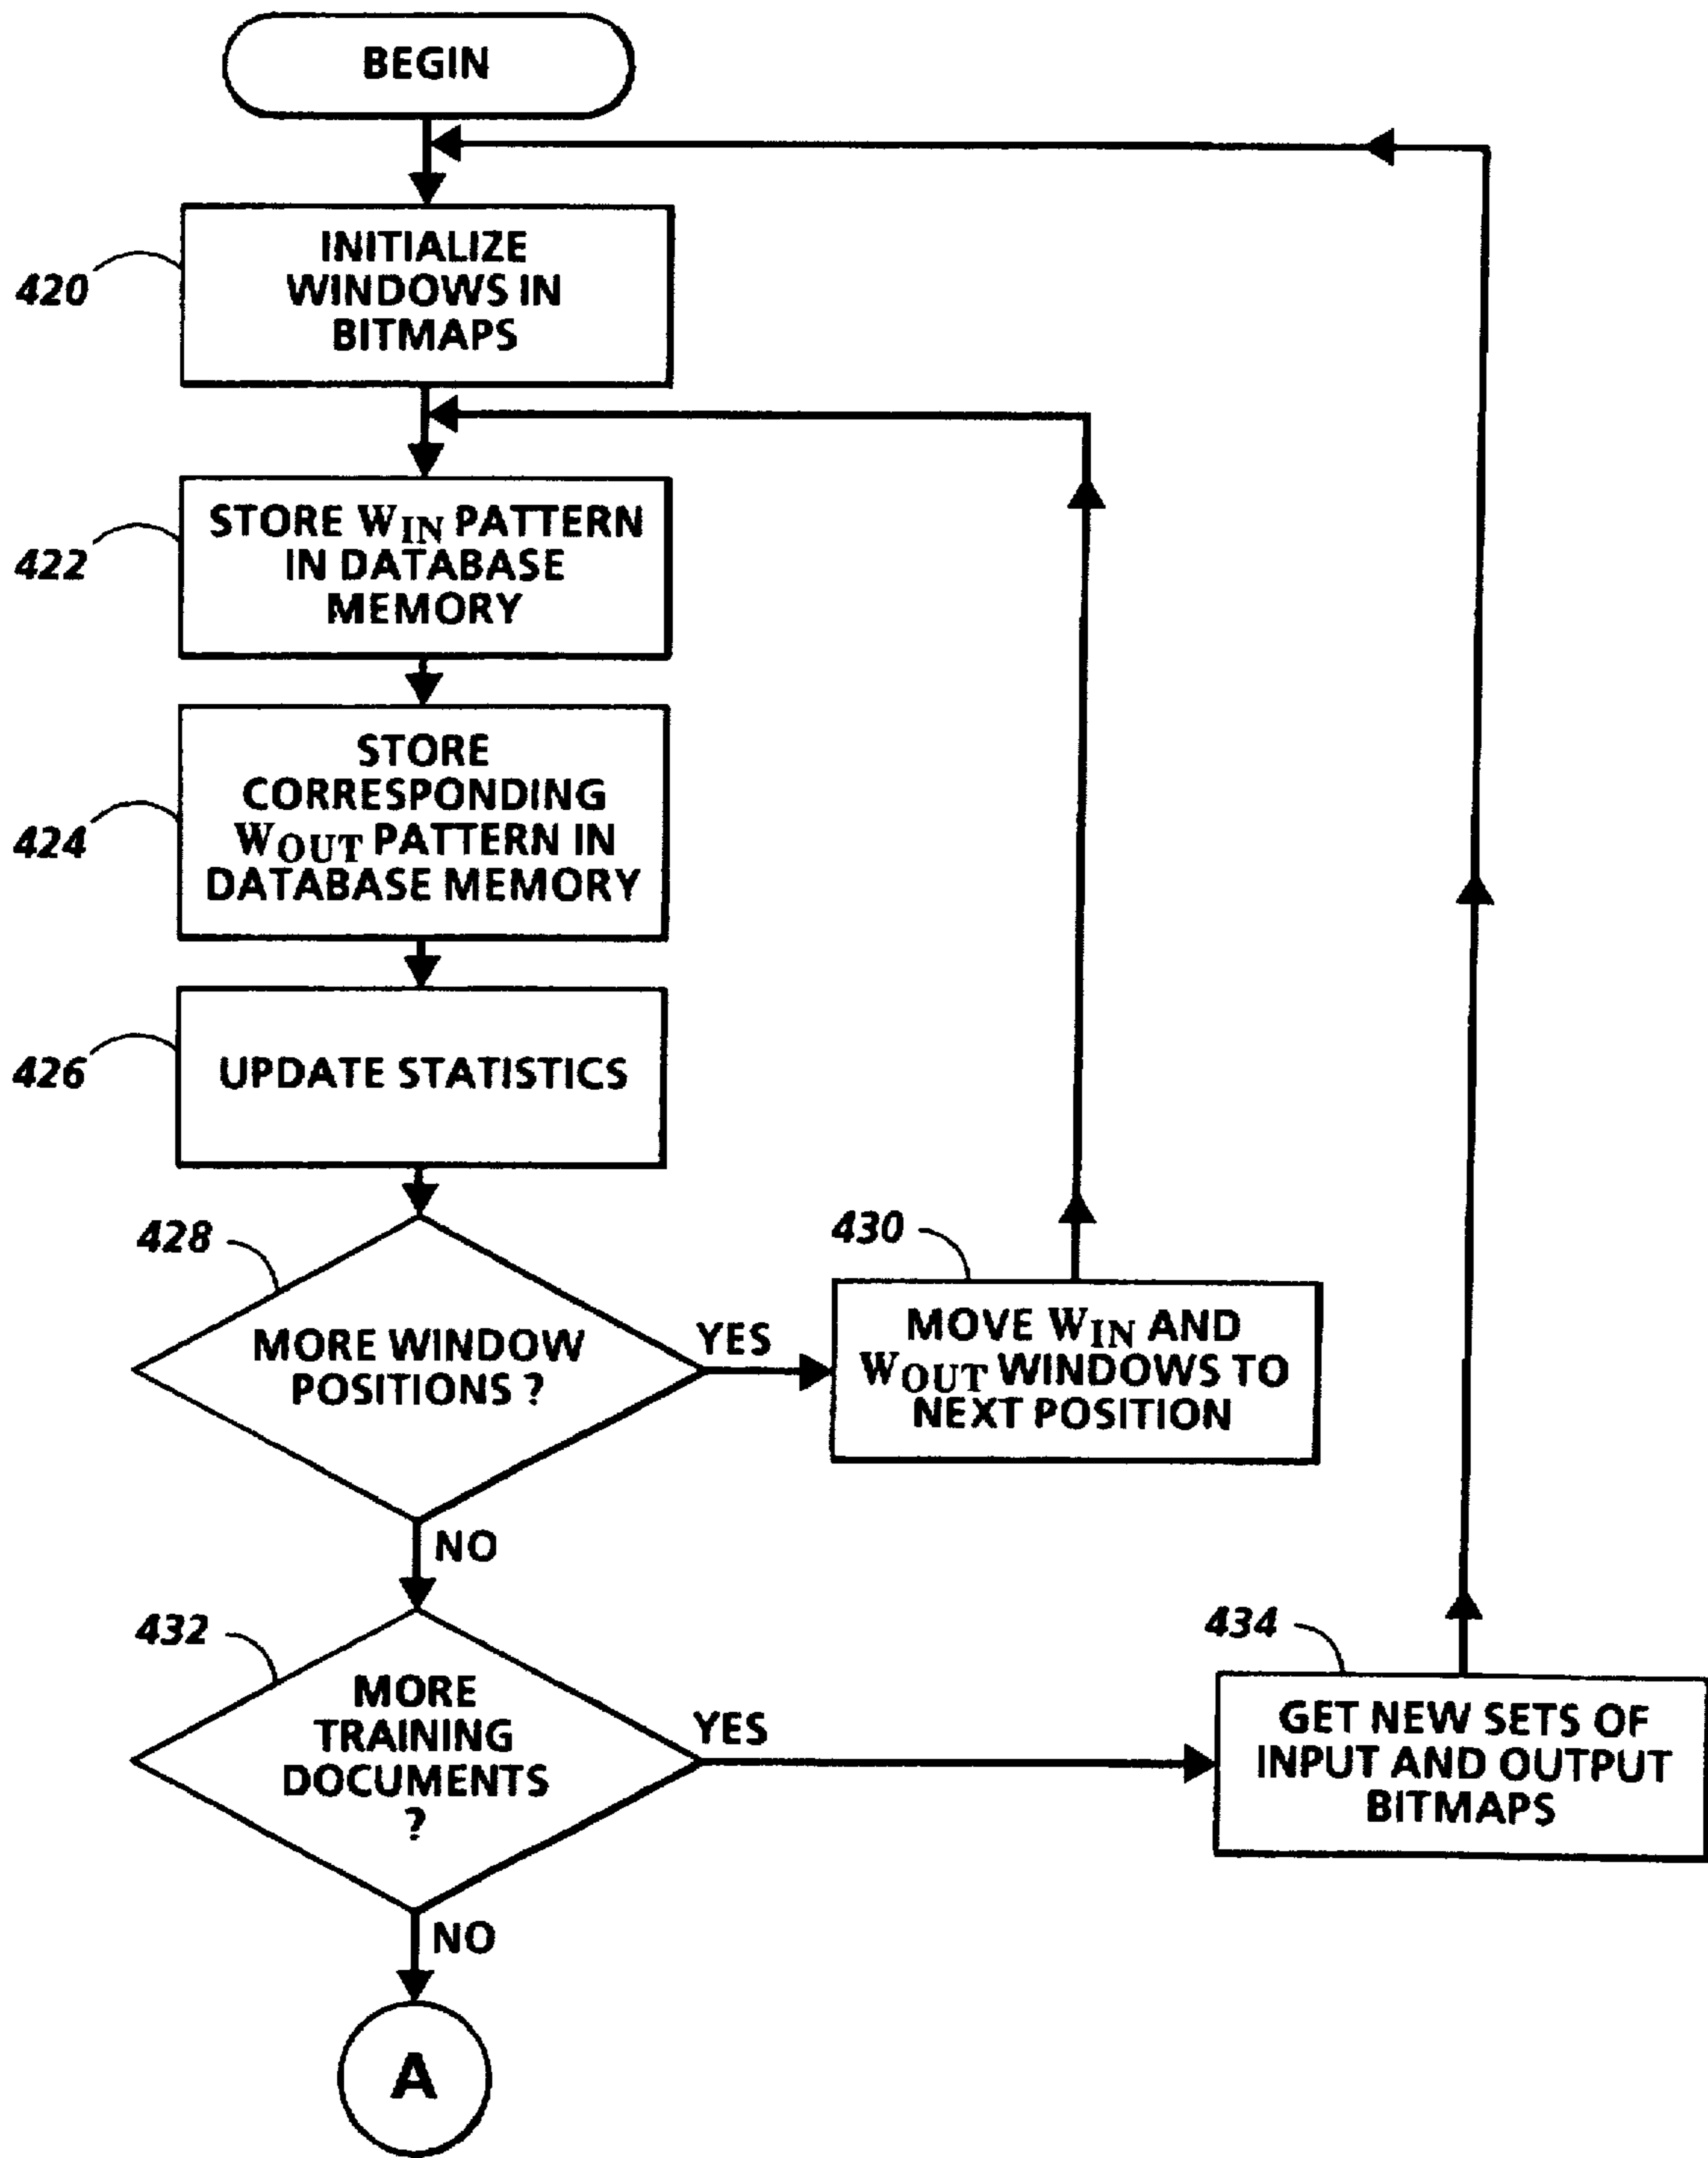 BEGIN
420
INITIALIZE
WINDOWS IN
BITMAPS
422
STORE WIN PATTERN
IN DATABASE
MEMORY
424
STORE
CORRESPONDING
WOUT PATTERN IN
DATABASE MEMORY
426
UPDATE STATISTICS
428
MORE WINDOW
POSITIONS ?
YES
430
MOVE WIN AND
WOUT WINDOWS TO
NEXT POSITION
NO
432
MORE
TRAINING
DOCUMENTS
?
YES
434
GET NEW SETS OF
INPUT AND OUTPUT
BITMAPS
NO
A